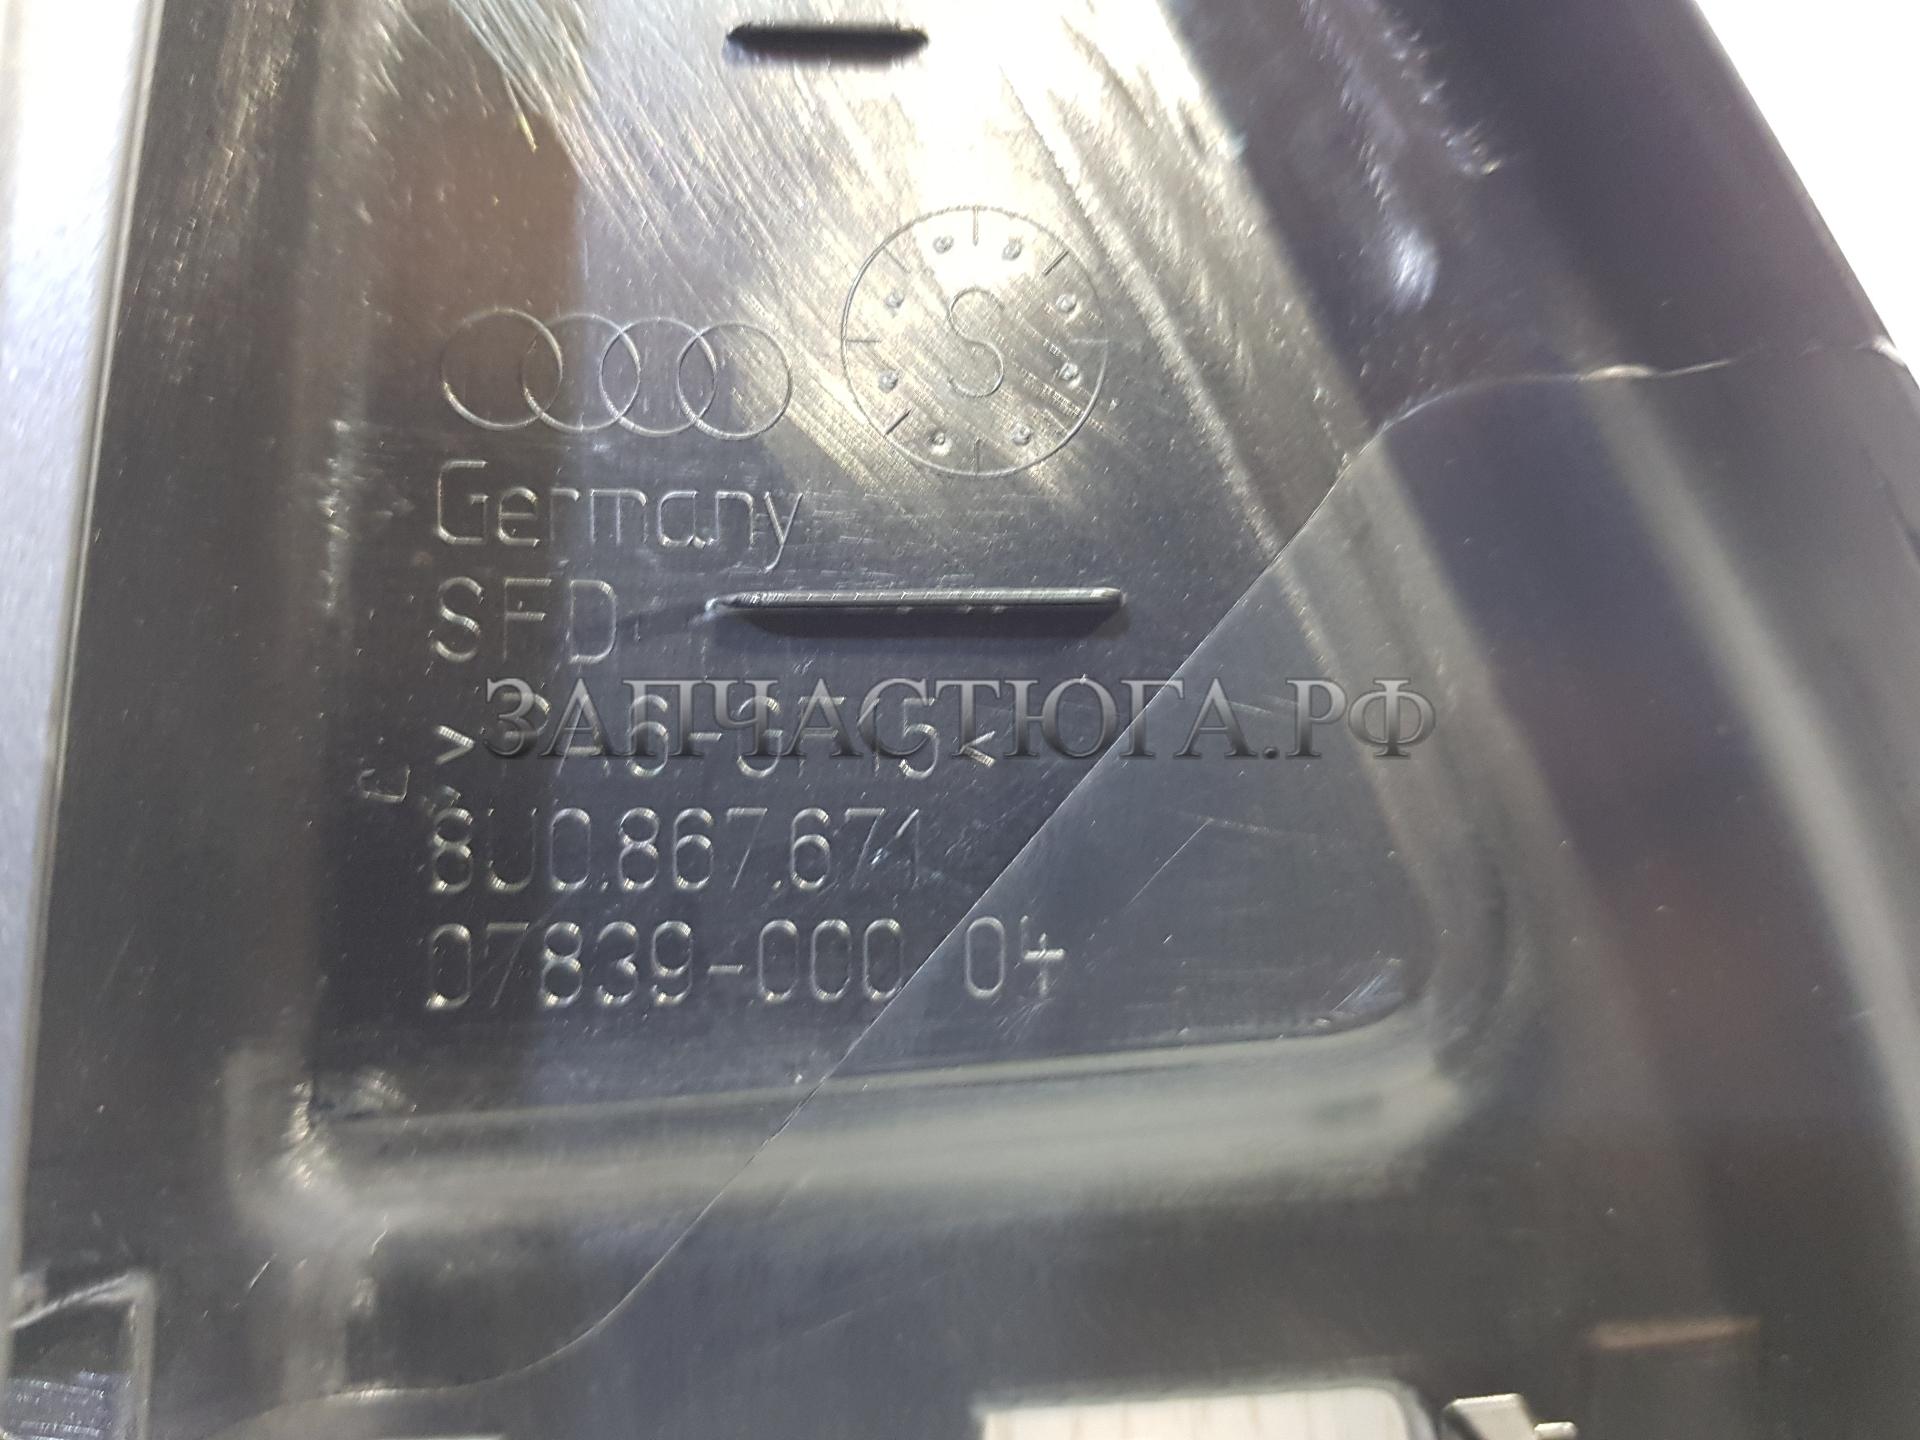 S
Germany
SFD
ЗАПЧАСТЮГА.РФ
8U0.867.671
07839-000 04